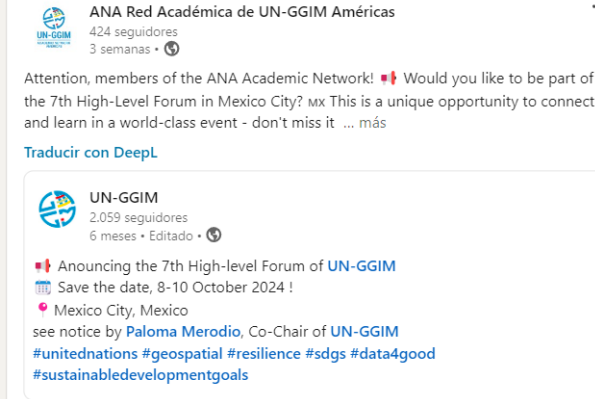 ANA Red Académica de UN-GGIM Américas
UN-GGIM
424 seguidores
3 semanas •
Attention, members of the ANA Academic Network! 📢 Would you like to be part of
the 7th High-Level Forum in Mexico City? MX This is a unique opportunity to connect
and learn in a world-class event - don't miss it ... más
Traducir con DeepL
UN-GGIM
2.059 seguidores
6 meses • Editado •
📢 Anouncing the 7th High-level Forum of UN-GGIM
🗓️ Save the date, 8-10 October 2024 !
📍 Mexico City, Mexico
see notice by Paloma Merodio, Co-Chair of UN-GGIM
#unitednations #geospatial #resilience #sdgs #data4good
#sustainabledevelopmentgoals